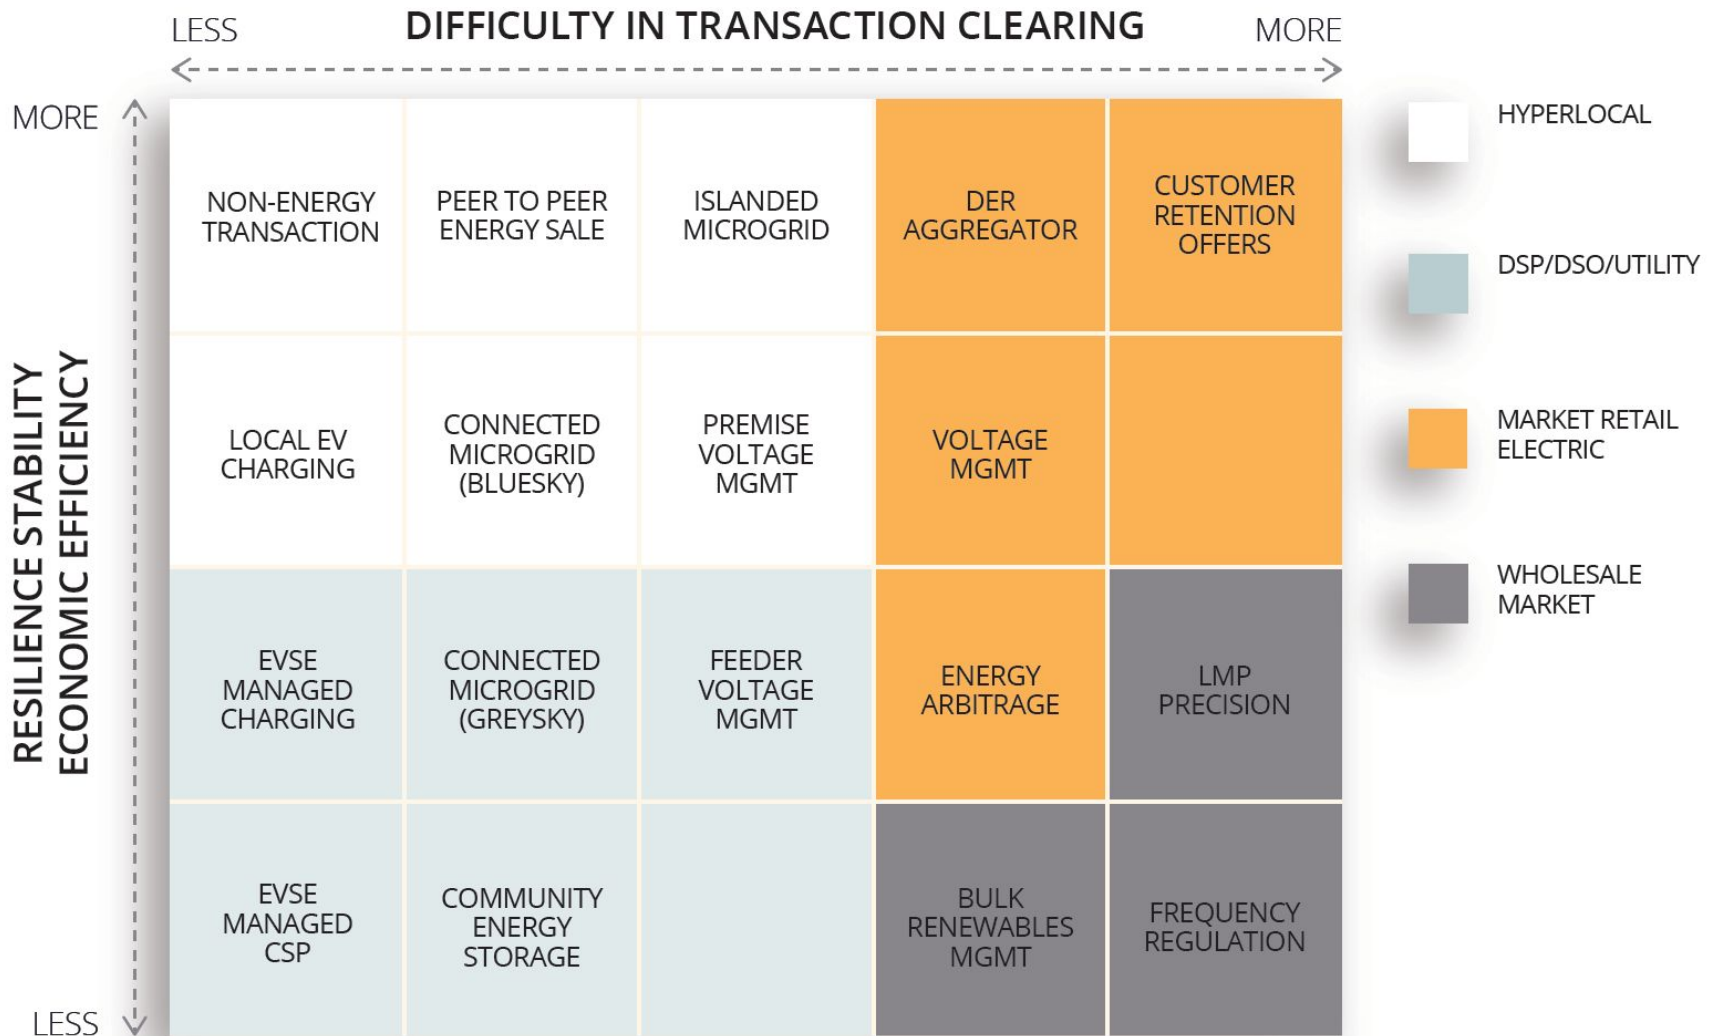 LESS
DIFFICULTY IN TRANSACTION CLEARING
MORE
MORE
RESILIENCE STABILITY
ECONOMIC EFFICIENCY
LESS
NON-ENERGY
TRANSACTION
PEER TO PEER
ENERGY SALE
ISLANDED
MICROGRID
DER
AGGREGATOR
CUSTOMER
RETENTION
OFFERS
LOCAL EV
CHARGING
CONNECTED
MICROGRID
(BLUESKY)
PREMISE
VOLTAGE
MGMT
VOLTAGE
MGMT
EVSE
MANAGED
CHARGING
CONNECTED
MICROGRID
(GREYSKY)
FEEDER
VOLTAGE
MGMT
ENERGY
ARBITRAGE
LMP
PRECISION
EVSE
MANAGED
CSP
COMMUNITY
ENERGY
STORAGE
BULK
RENEWABLES
MGMT
FREQUENCY
REGULATION
HYPERLOCAL
DSP/DSO/UTILITY
MARKET RETAIL
ELECTRIC
WHOLESALE
MARKET